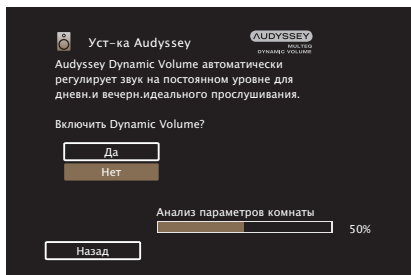 Уст-ка Audyssey
AUDYSSEY
MULTEQ
DYNAMIC VOLUME
Audyssey Dynamic Volume автоматически
регулирует звук на постоянном уровне для
дневн.и вечерн.идеального прослушивания.
Включить Dynamic Volume?
Да
Нет
Анализ параметров комнаты
50%
Назад